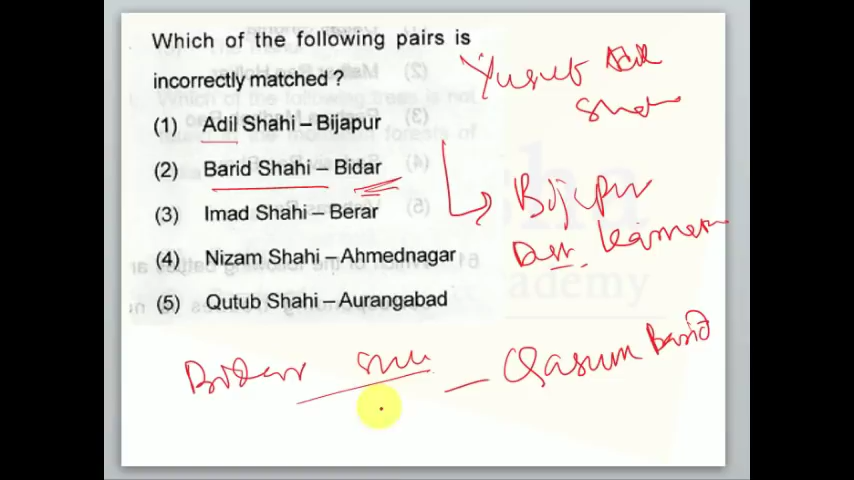 Which of the following pairs is
incorrectly matched ?
(1) Adil Shahi – Bijapur
(2) Barid Shahi – Bidar
(3) Imad Shahi – Berar
(4) Nizam Shahi – Ahmednagar
(5) Qutub Shahi – Aurangabad
Yusuf Adil
Bijapur
Bidar
Qasum Barid